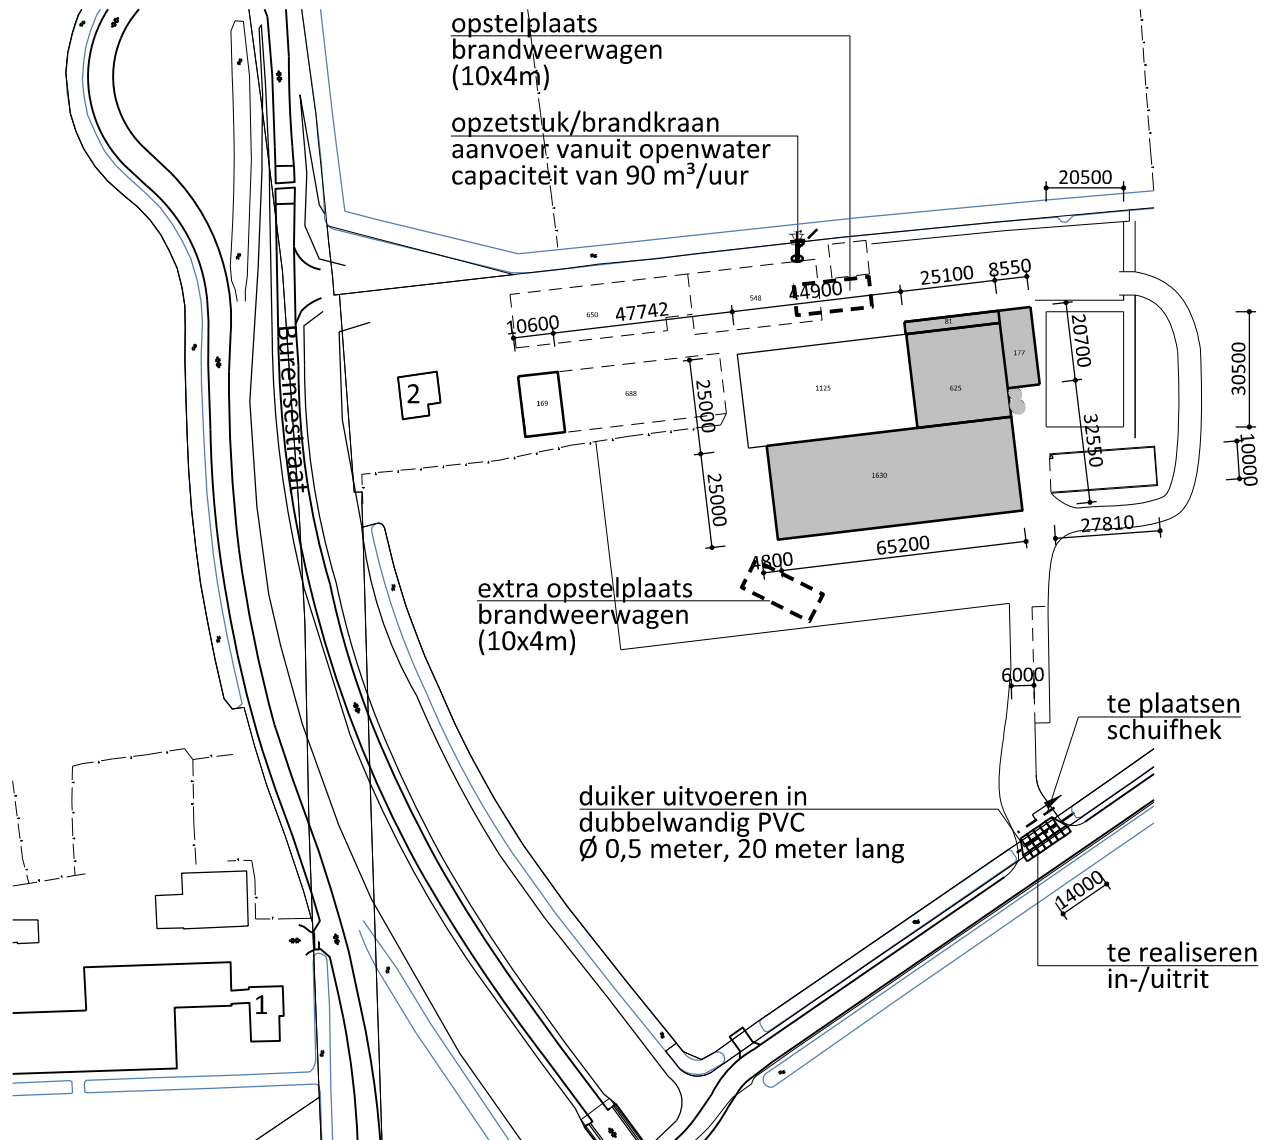 opstelplaats
brandweerwagen
(10x4m)
opzetstuk/brandkraan
aanvoer vanuit openwater
capaciteit van 90 m³/uur
20500
8550
25100
44900
47742
10600
548
650
81
177
20700
30500
2
169
688
1125
625
25000
32550
10000
Burensestraat
25000
1630
27810
65200
4800
extra opstelplaats
brandweerwagen
(10x4m)
6000
te plaatsen
schuifhek
duiker uitvoeren in
dubbelwandig PVC
Ø 0,5 meter, 20 meter lang
14000
te realiseren
in-/uitrit
1